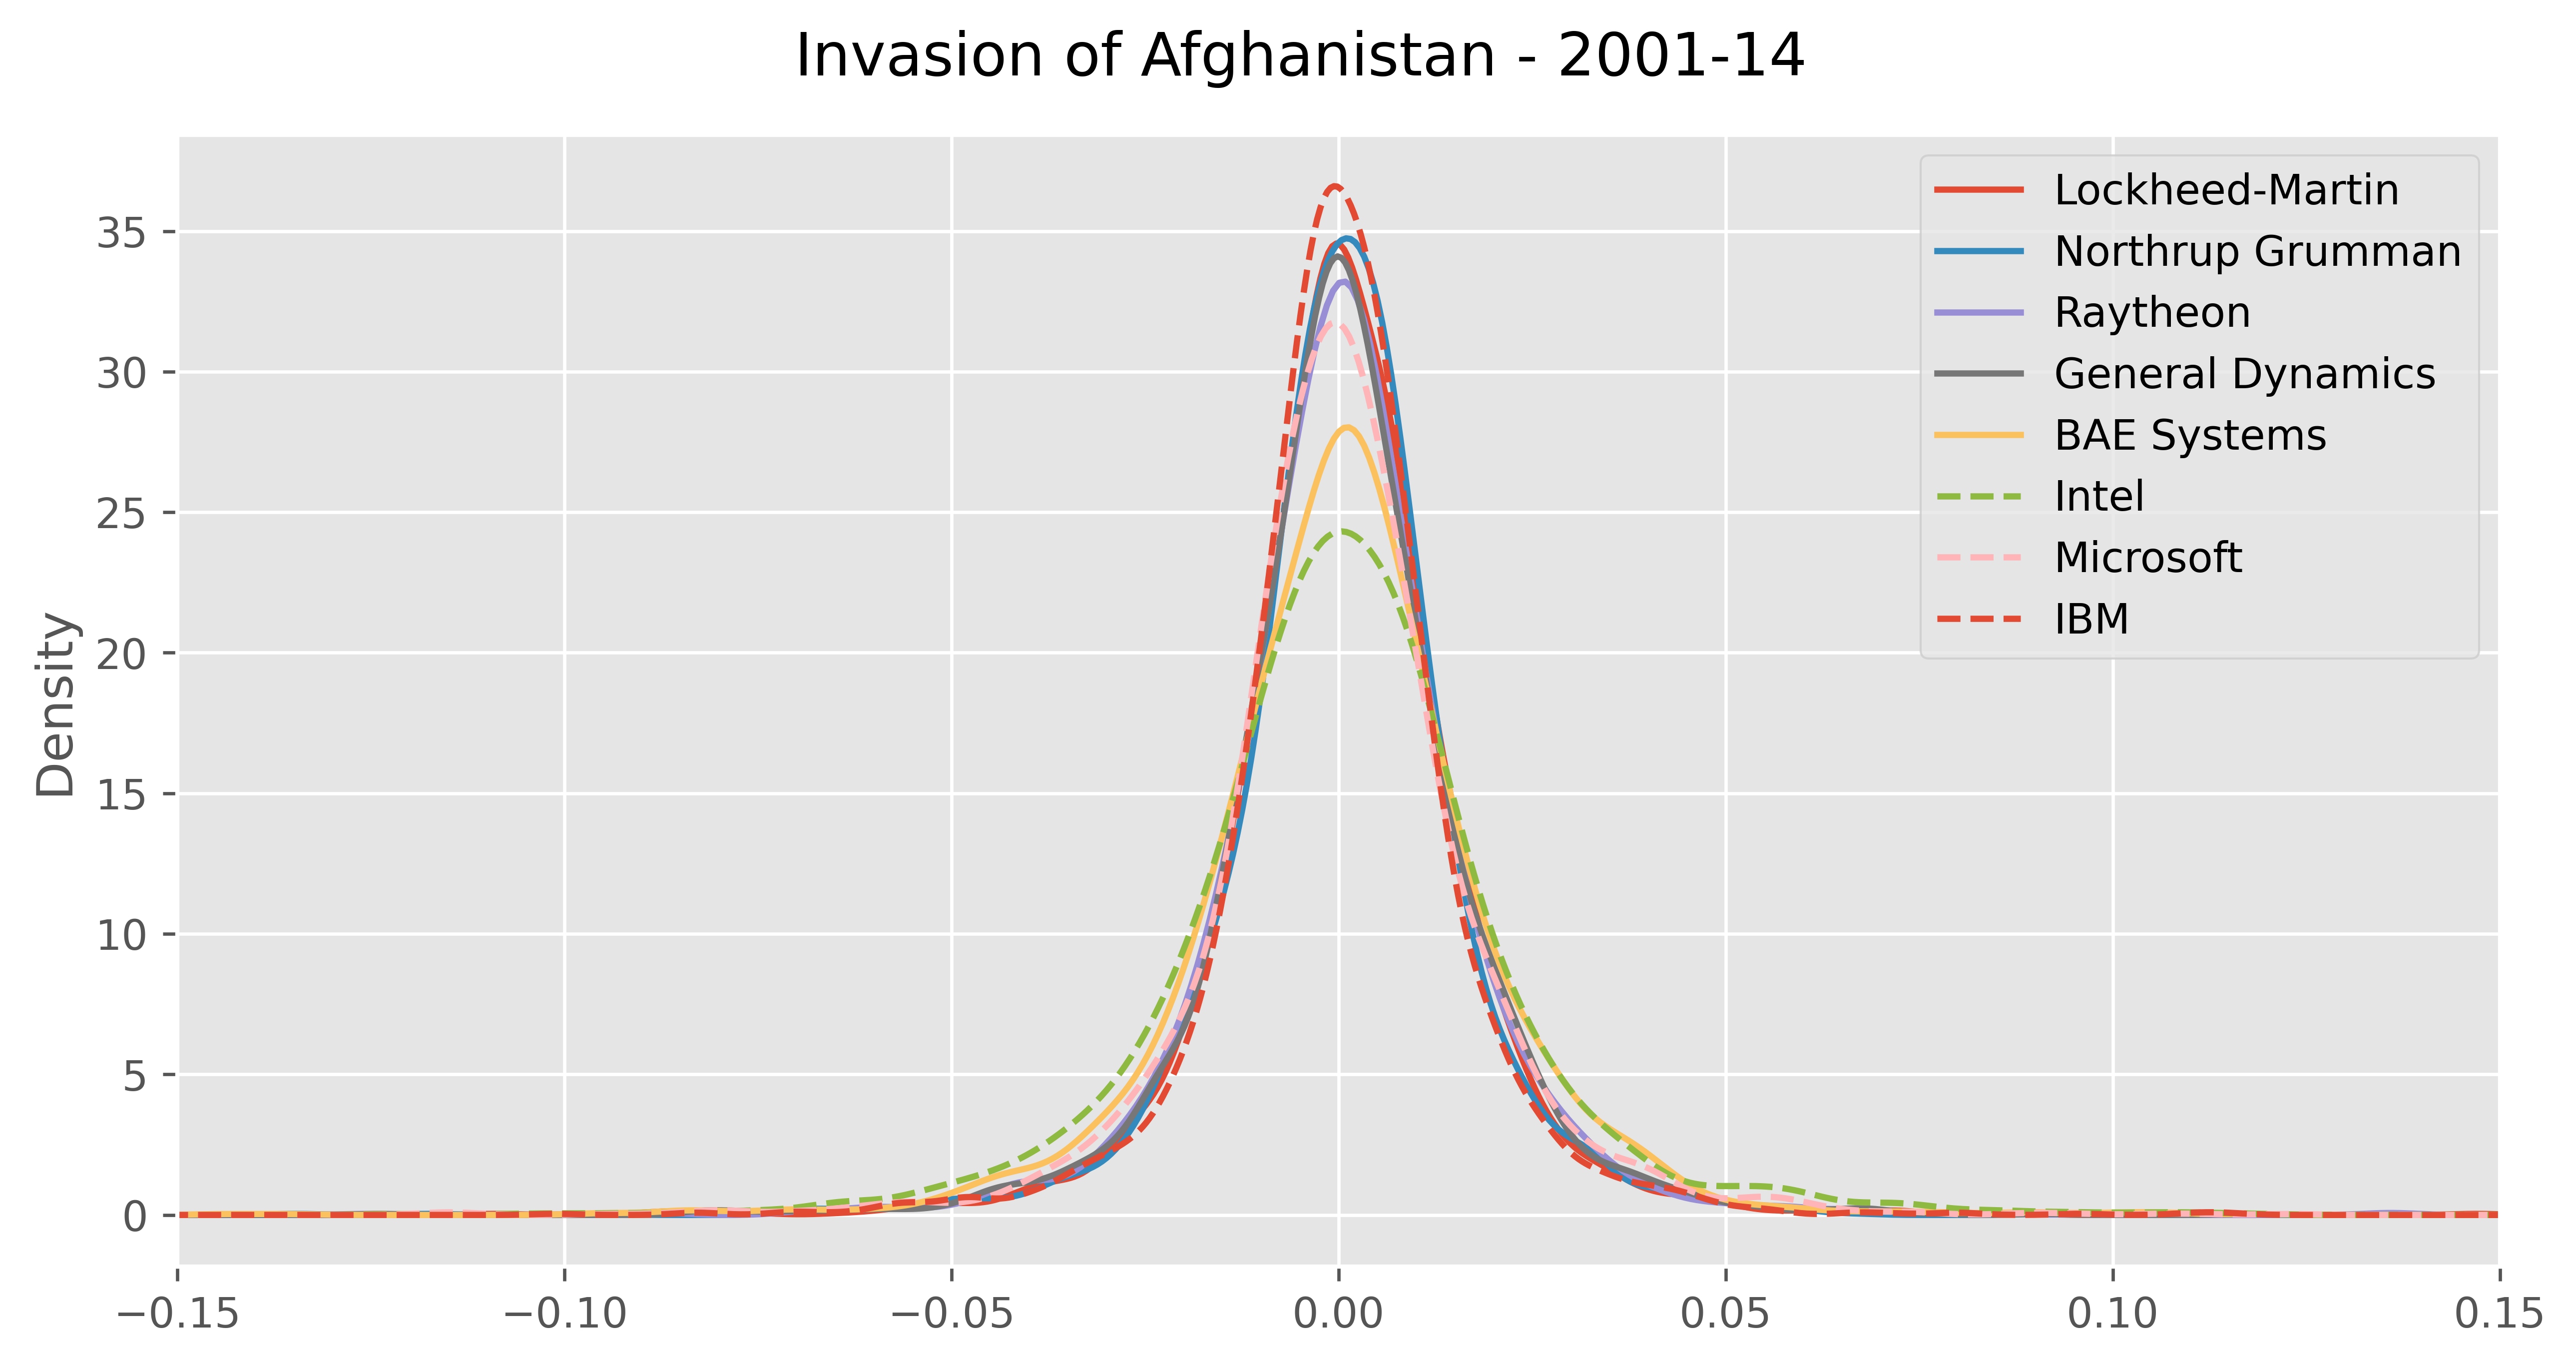 Invasion of Afghanistan - 2001-14
Density
35
30
25
20
15
10
5
0
−0.15
−0.10
−0.05
0.00
0.05
0.10
0.15
Lockheed-Martin
Northrup Grumman
Raytheon
General Dynamics
BAE Systems
Intel
Microsoft
IBM